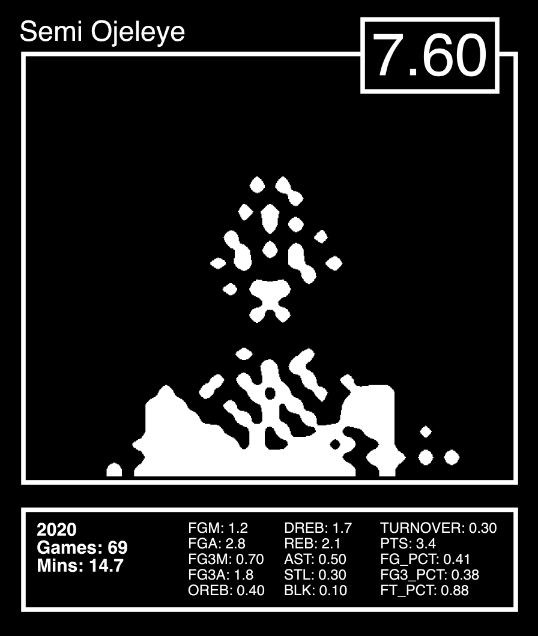 Semi Ojeleye
7.60
2020
Games: 69
Mins: 14.7
FGM: 1.2
FGA: 2.8
FG3M: 0.70
FG3A: 1.8
OREB: 0.40
DREB: 1.7
REB: 2.1
AST: 0.50
STL: 0.30
BLK: 0.10
TURNOVER: 0.30
PTS: 3.4
FG_PCT: 0.41
FG3_PCT: 0.38
FT_PCT: 0.88